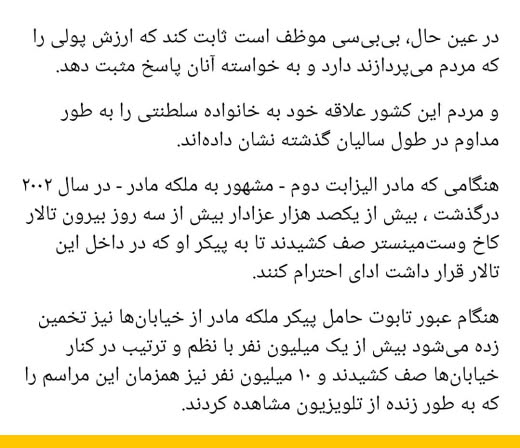 در عین حال، بی‌بی‌سی موظف است ثابت کند که ارزش پولی را
که مردم می‌پردازند دارد و به خواسته آنان پاسخ مثبت دهد.
و مردم این کشور علاقه خود به خانواده سلطنتی را به طور
مداوم در طول سالیان گذشته نشان داده‌اند.
هنگامی که مادر الیزابت دوم - مشهور به ملکه مادر - در سال ۲۰۰۲
درگذشت ، بیش از یکصد هزار عزادار بیش از سه روز بیرون تالار
کاخ وست‌مینستر صف کشیدند تا به پیکر او که در داخل این
تالار قرار داشت ادای احترام کنند.
هنگام عبور تابوت حامل پیکر ملکه مادر از خیابان‌ها نیز تخمین
زده می‌شود بیش از یک میلیون نفر با نظم و ترتیب در کنار
خیابان‌ها صف کشیدند و ۱۰ میلیون نفر نیز همزمان این مراسم را
که به طور زنده از تلویزیون مشاهده کردند.